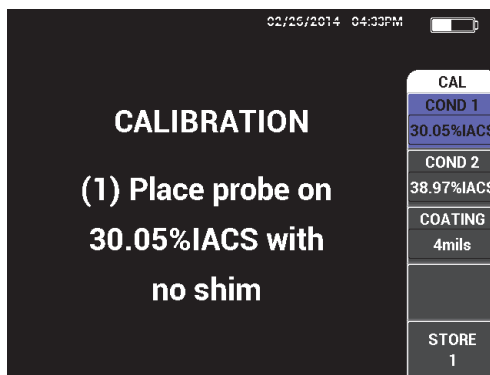 02/26/2014 04:33PM
CALIBRATION
(1) Place probe on
30.05%IACS with
no shim
CAL
COND 1
30.05%IACS
COND 2
38.97%IACS
COATING
4mils
STORE
1